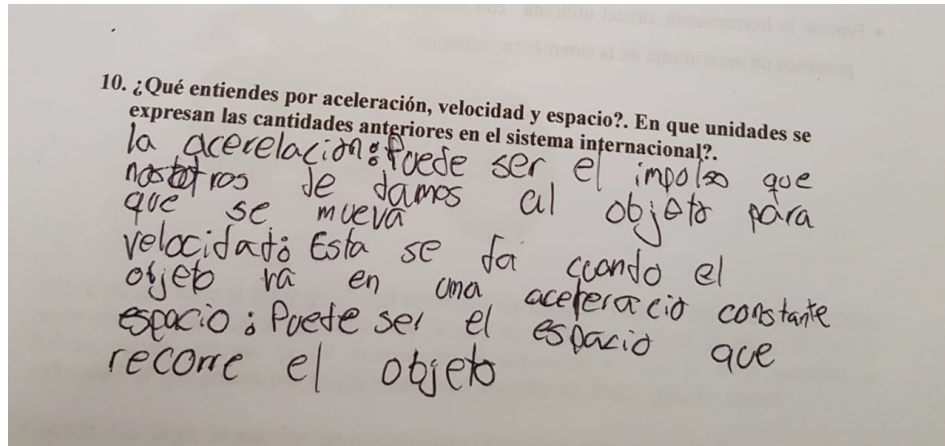 10. ¿Qué entiendes por aceleración, velocidad y espacio?. En que unidades se
expresan las cantidades anteriores en el sistema internacional?.
la acerelacion: Puede ser el impulso que
nosotros le damos al objeto para
que se mueva
velocidad: Esta se da cuando el
objeto va en una aceleracio constante
espacio: Puede ser el espacio que
recorre el objeto